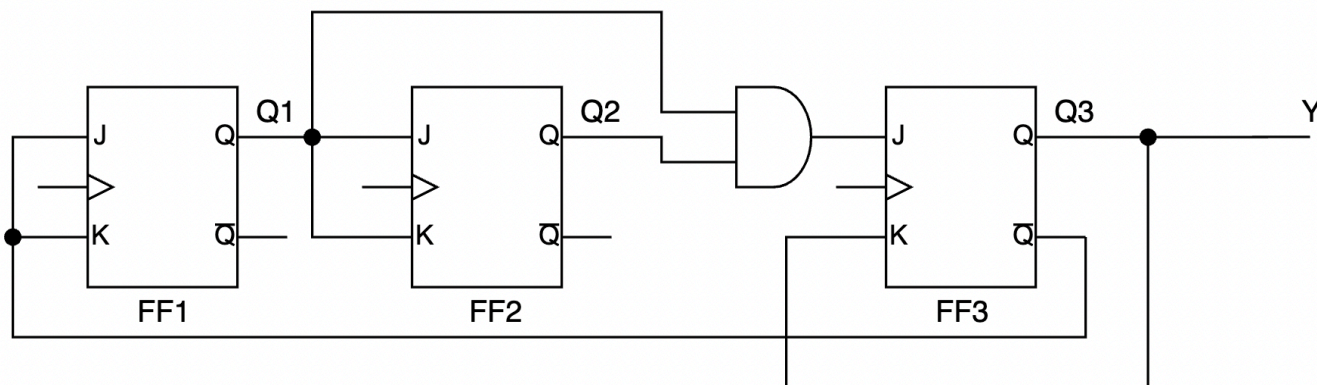 Q1 Q2 Q3 Y
J Q J Q J Q
K Q̅ K Q̅ K Q̅
FF1 FF2 FF3